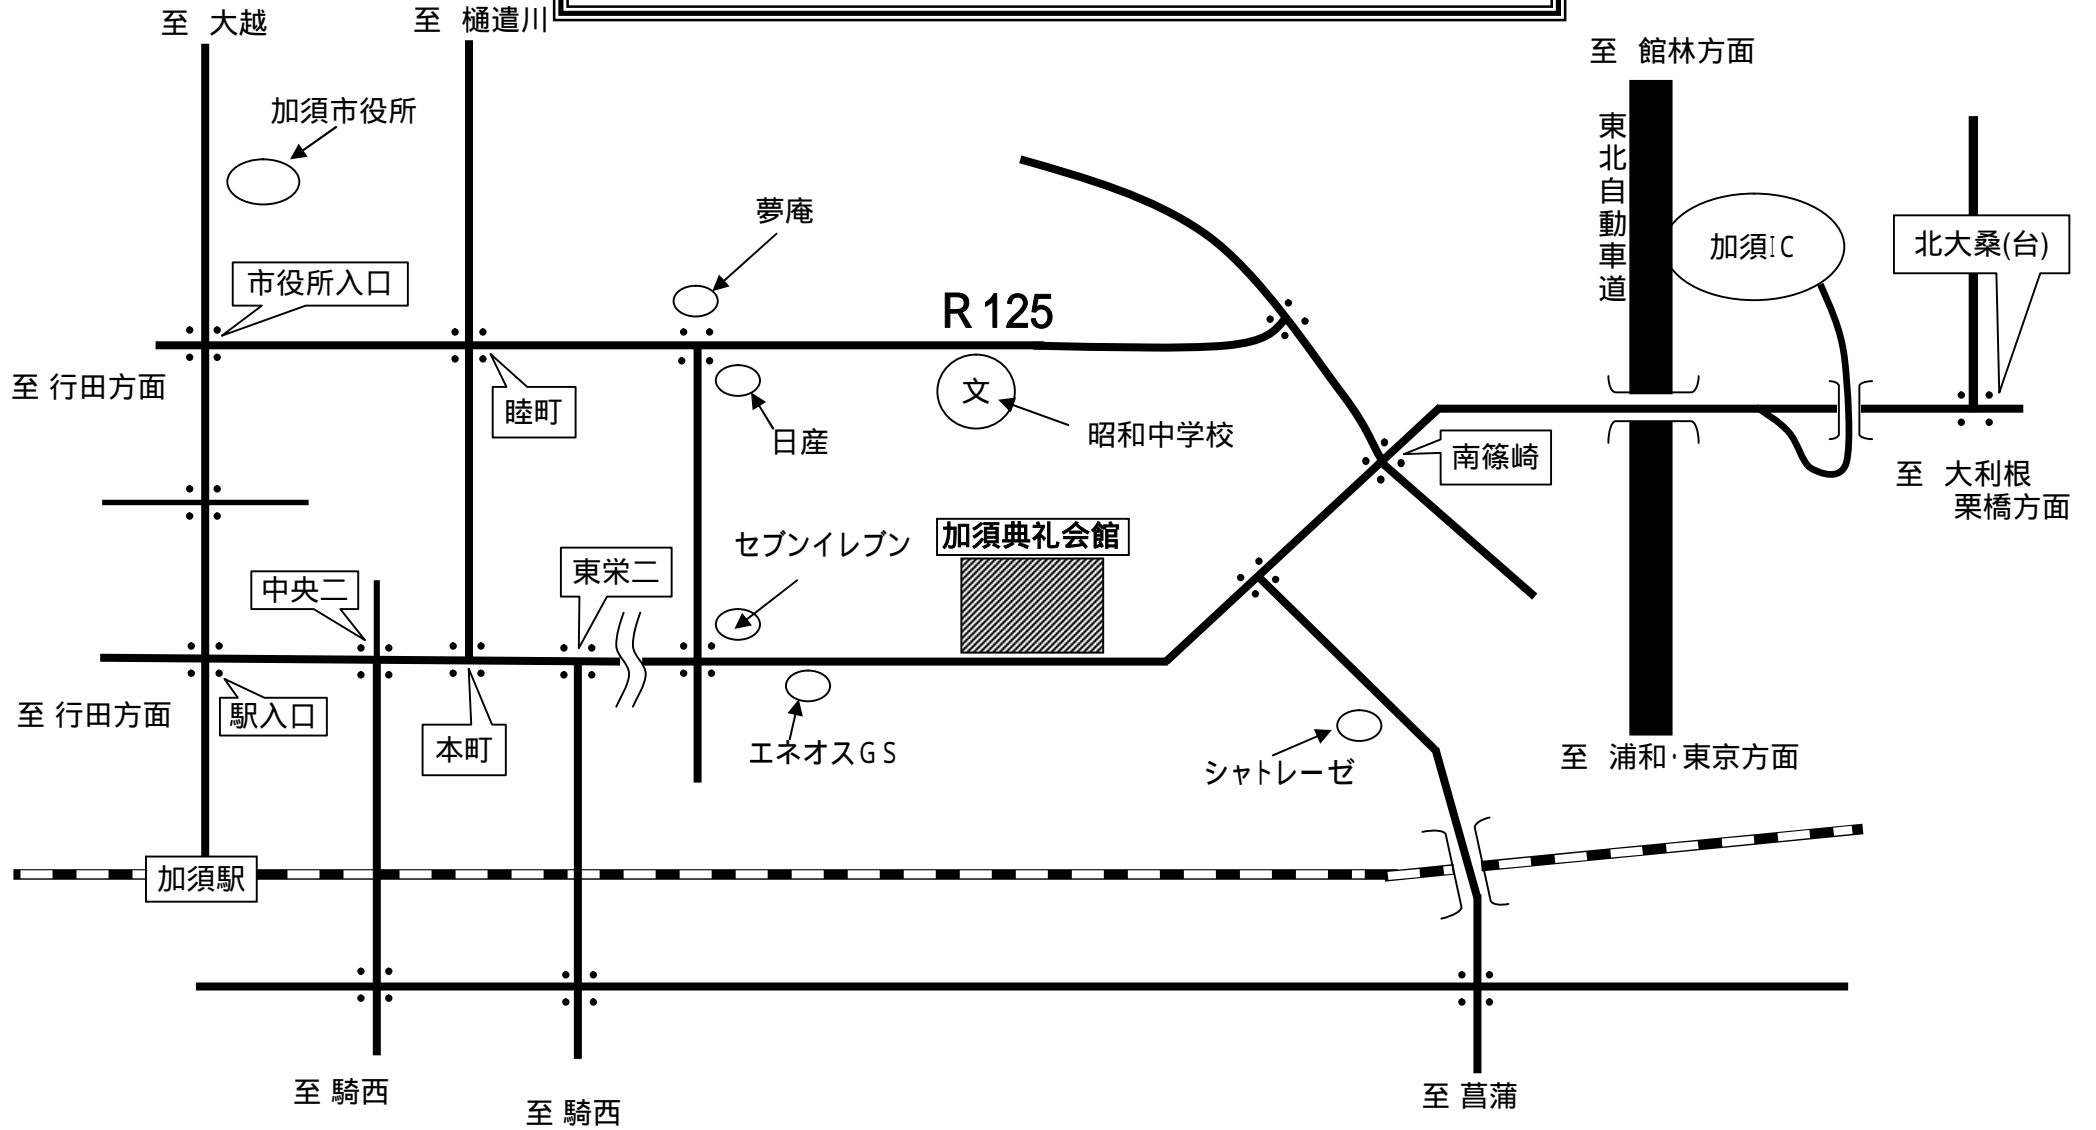 至 大越
至 樋遣川
至 館林方面
加須市役所
東北自動車道
夢庵
加須IC
北大桑(台)
市役所入口
R 125
至 行田方面
睦町
日産
文
昭和中学校
南篠崎
至 大利根
栗橋方面
セブンイレブン
加須典礼会館
東栄二
中央二
至 行田方面
駅入口
本町
エネオスGS
シャトレーゼ
至 浦和・東京方面
加須駅
至 騎西
至 騎西
至 菖蒲